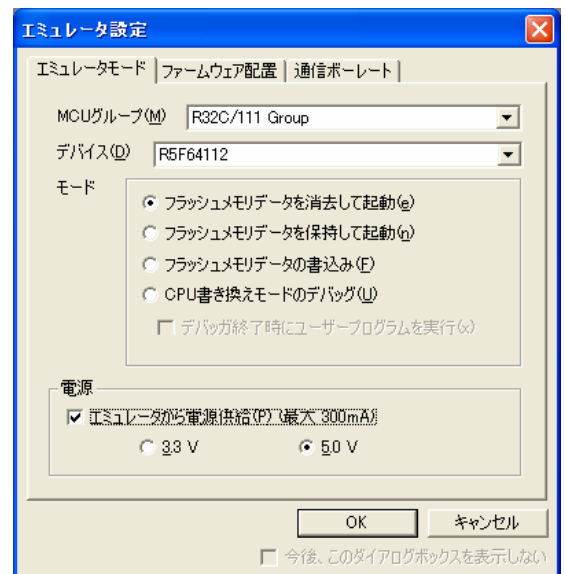 エミュレータ設定
エミュレータモード ファームウェア配置 通信ボーレート
MCUグループ(M) R32C/111 Group
デバイス(D) R5F64112
モード
フラッシュメモリデータを消去して起動(e)
フラッシュメモリデータを保持して起動(n)
フラッシュメモリデータの書込み(F)
CPU書き換えモードのデバッグ(U)
デバッガ終了時にユーザープログラムを実行(x)
電源
エミュレータから電源供給(P) (最大 300mA)
3.3 V 5.0 V
OK キャンセル
今後、このダイアログボックスを表示しない